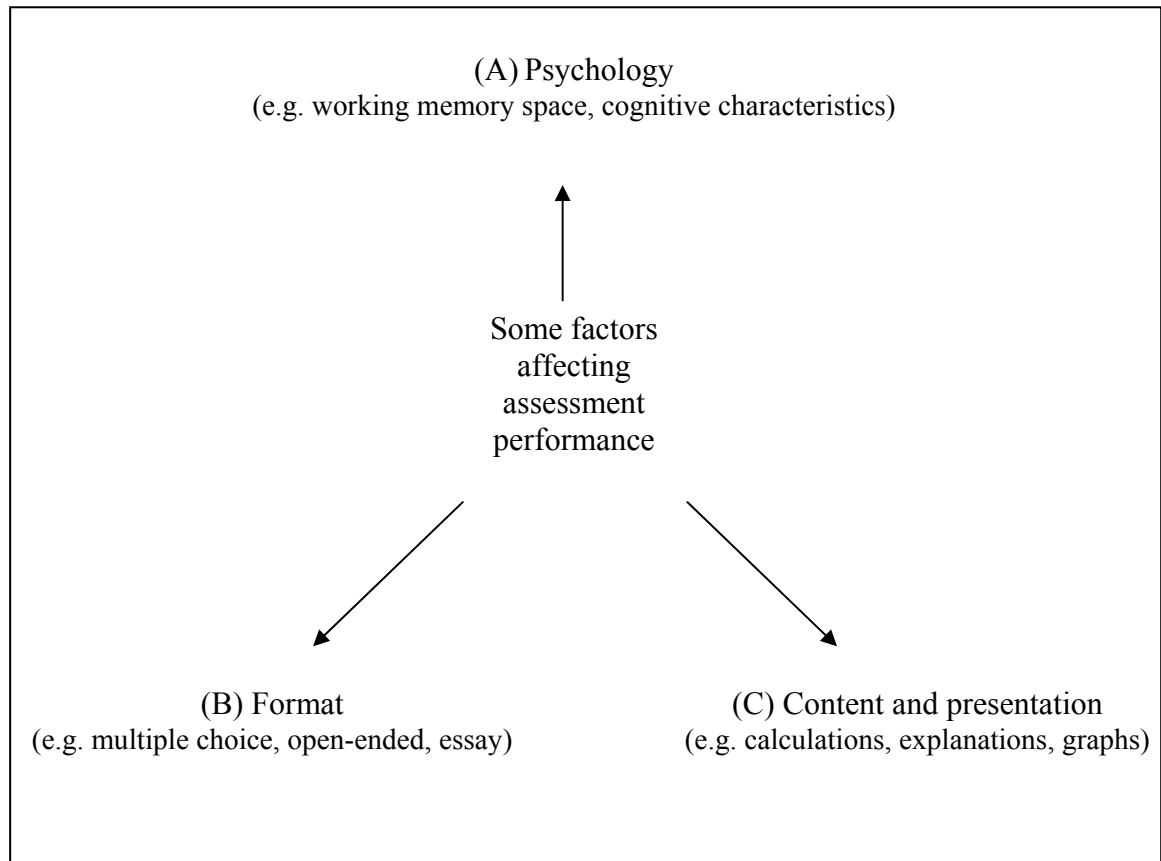 (A) Psychology
(e.g. working memory space, cognitive characteristics)
Some factors
affecting
assessment
performance
(B) Format
(e.g. multiple choice, open-ended, essay)
(C) Content and presentation
(e.g. calculations, explanations, graphs)